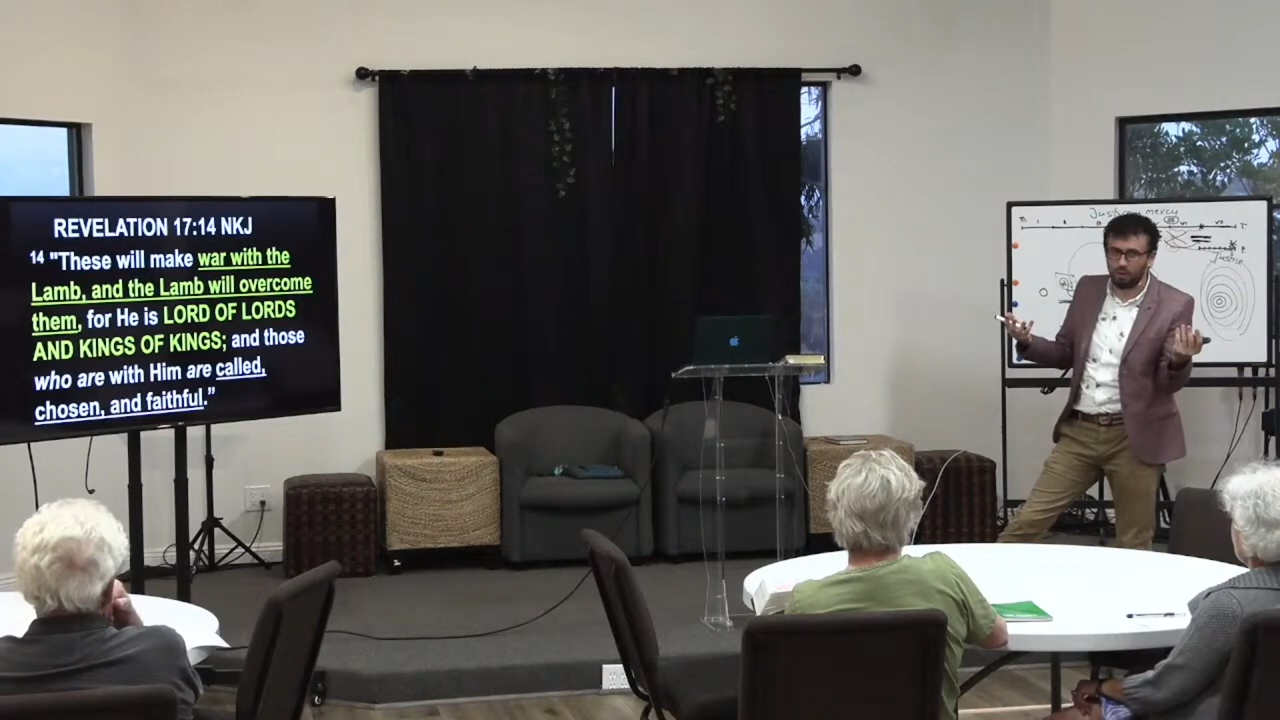 REVELATION 17:14 NKJ
14 "These will make war with the
Lamb, and the Lamb will overcome
them, for He is LORD OF LORDS
AND KINGS OF KINGS; and those
who are with Him are called,
chosen, and faithful."
Justice mercy
Justice